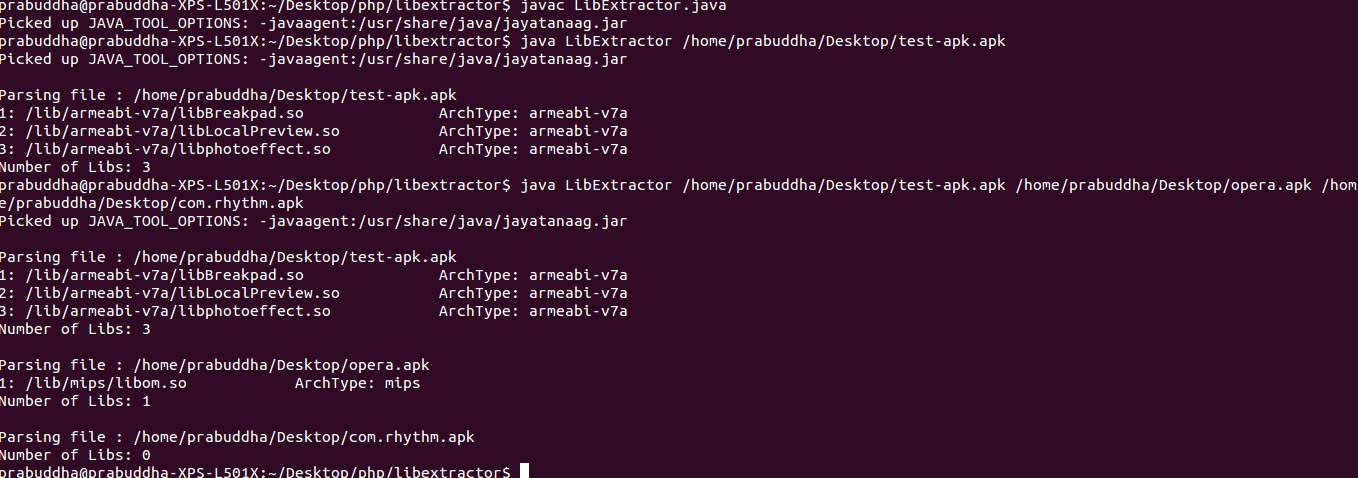 prabuddha@prabuddha-XPS-L501X:~/Desktop/php/libextractor$ javac LibExtractor.java
Picked up JAVA_TOOL_OPTIONS: -javaagent:/usr/share/java/jayatanaag.jar
prabuddha@prabuddha-XPS-L501X:~/Desktop/php/libextractor$ java LibExtractor /home/prabuddha/Desktop/test-apk.apk
Picked up JAVA_TOOL_OPTIONS: -javaagent:/usr/share/java/jayatanaag.jar
Parsing file : /home/prabuddha/Desktop/test-apk.apk
1: /lib/armeabi-v7a/libBreakpad.so ArchType: armeabi-v7a
2: /lib/armeabi-v7a/libLocalPreview.so ArchType: armeabi-v7a
3: /lib/armeabi-v7a/libphotoeffect.so ArchType: armeabi-v7a
Number of Libs: 3
prabuddha@prabuddha-XPS-L501X:~/Desktop/php/libextractor$ java LibExtractor /home/prabuddha/Desktop/test-apk.apk /home/prabuddha/Desktop/opera.apk /hom
e/prabuddha/Desktop/com.rhythm.apk
Picked up JAVA_TOOL_OPTIONS: -javaagent:/usr/share/java/jayatanaag.jar
Parsing file : /home/prabuddha/Desktop/test-apk.apk
1: /lib/armeabi-v7a/libBreakpad.so ArchType: armeabi-v7a
2: /lib/armeabi-v7a/libLocalPreview.so ArchType: armeabi-v7a
3: /lib/armeabi-v7a/libphotoeffect.so ArchType: armeabi-v7a
Number of Libs: 3
Parsing file : /home/prabuddha/Desktop/opera.apk
1: /lib/mips/libom.so ArchType: mips
Number of Libs: 1
Parsing file : /home/prabuddha/Desktop/com.rhythm.apk
Number of Libs: 0
prabuddha@prabuddha-XPS-L501X:~/Desktop/php/libextractor$